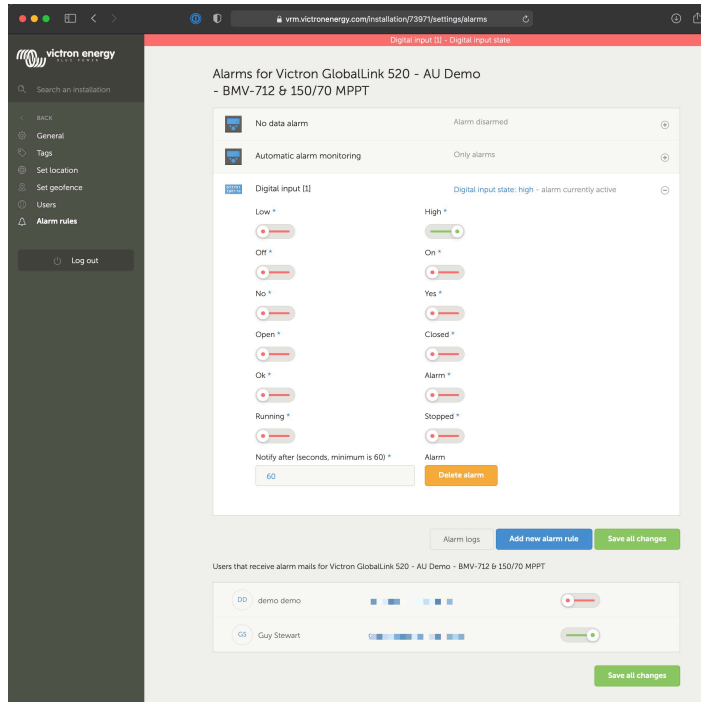 vrm.victronenergy.com/installation/73971/settings/alarms
Digital input [1] - Digital input state
victron energy
BLUE POWER
Search an installation
BACK
General
Tags
Set location
Set geofence
Users
Alarm rules
Log out
Alarms for Victron GlobalLink 520 - AU Demo
- BMV-712 & 150/70 MPPT
No data alarm Alarm disarmed
Automatic alarm monitoring Only alarms
Digital input [1] Digital input state: high - alarm currently active
Low * High *
Off * On *
No * Yes *
Open * Closed *
Ok * Alarm *
Running * Stopped *
Notify after (seconds, minimum is 60) * Alarm
60 Delete alarm
Alarm logs Add new alarm rule Save all changes
Users that receive alarm mails for Victron GlobalLink 520 - AU Demo - BMV-712 & 150/70 MPPT
DD demo demo
GS Guy Stewart
Save all changes